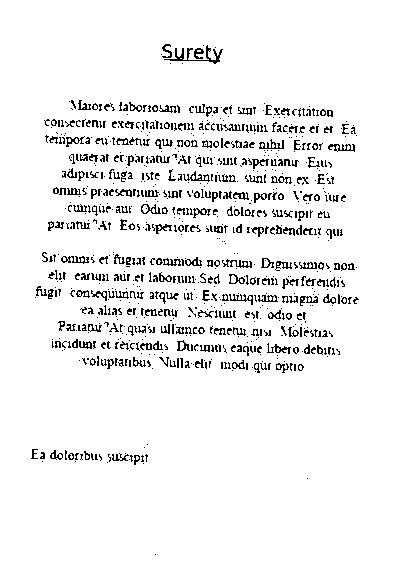 Surety
Maiores laboriosam culpa et sint Exercitation
consectetur exercitationem accusantium facere et et Ea
tempora eu tenetur qui non molestiae nihil Error enim
quaerat et pariatur "At qui sunt aspernatur Eius
adipisci fuga iste Laudantium, sunt non ex Est
omnis praesentium sint voluptatem porro Vero iure
cumque aut Odio tempore, dolores suscipit eu
pariatur "At Eos asperiores sunt id reprehenderit qui
Sit omnis et fugiat commodi nostrum Dignissimos non
elit earum aut et laborum Sed Dolorem perferendis
fugit consequuntur atque ut Ex numquam magna dolore
ea alias et tenetur Nesciunt est, odio et
Pariatur "At quasi ullamco tenetur nisi Molestias
incidunt et reiciendis Ducimus, eaque libero debitis
voluptatibus Nulla elit modi qui optio
Ea doloribus suscipit